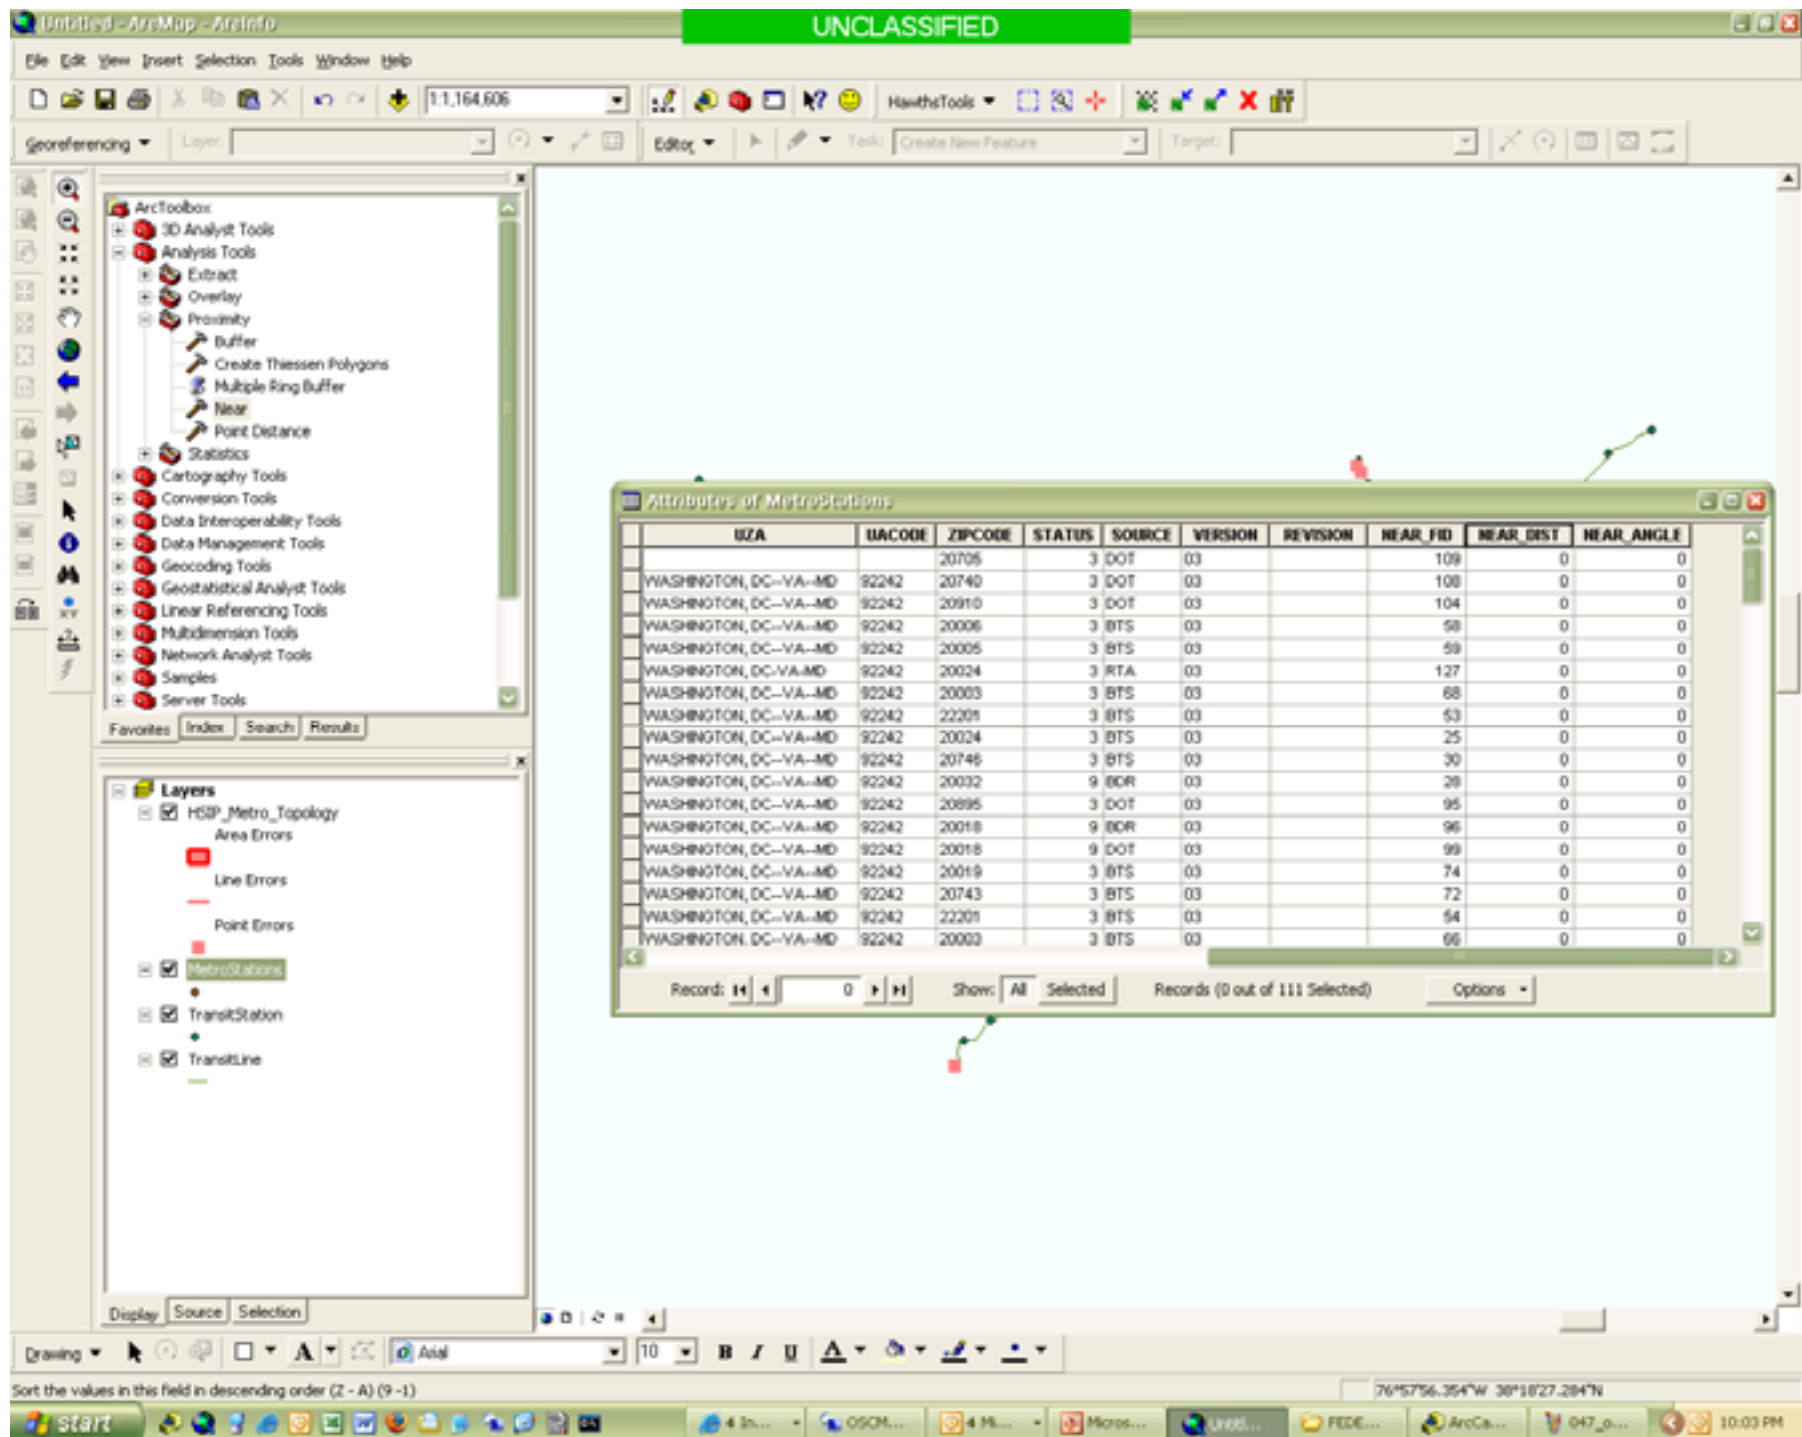 Untitled - ArcMap - ArcInfo
UNCLASSIFIED
File Edit View Insert Selection Tools Window Help
1:1,164,606
HawthsTools
Georeferencing Layer: Editor Task: Create New Feature Target:
ArcToolbox
3D Analyst Tools
Analysis Tools
Extract
Overlay
Proximity
Buffer
Create Thiessen Polygons
Multiple Ring Buffer
Near
Point Distance
Statistics
Cartography Tools
Conversion Tools
Data Interoperability Tools
Data Management Tools
Geocoding Tools
Geostatistical Analyst Tools
Linear Referencing Tools
Multidimension Tools
Network Analyst Tools
Samples
Server Tools
Favorites Index Search Results
Layers
HSIP_Metro_Topology
Area Errors
Line Errors
Point Errors
MetroStations
TransitStation
TransitLine
Display Source Selection
Attributes of MetroStations
UZA UACODE ZIPCODE STATUS SOURCE VERSION REVISION NEAR_FID NEAR_DIST NEAR_ANGLE
20705 3 DOT 03 109 0 0
WASHINGTON, DC--VA--MD 92242 20740 3 DOT 03 108 0 0
WASHINGTON, DC--VA--MD 92242 20910 3 DOT 03 104 0 0
WASHINGTON, DC--VA--MD 92242 20006 3 BTS 03 58 0 0
WASHINGTON, DC--VA--MD 92242 20005 3 BTS 03 59 0 0
WASHINGTON, DC-VA-MD 92242 20024 3 RTA 03 127 0 0
WASHINGTON, DC--VA--MD 92242 20003 3 BTS 03 68 0 0
WASHINGTON, DC--VA--MD 92242 22201 3 BTS 03 53 0 0
WASHINGTON, DC--VA--MD 92242 20024 3 BTS 03 25 0 0
WASHINGTON, DC--VA--MD 92242 20746 3 BTS 03 30 0 0
WASHINGTON, DC--VA--MD 92242 20032 9 BDR 03 28 0 0
WASHINGTON, DC--VA--MD 92242 20895 3 DOT 03 95 0 0
WASHINGTON, DC--VA--MD 92242 20018 9 BDR 03 96 0 0
WASHINGTON, DC--VA--MD 92242 20018 9 DOT 03 99 0 0
WASHINGTON, DC--VA--MD 92242 20019 3 BTS 03 74 0 0
WASHINGTON, DC--VA--MD 92242 20743 3 BTS 03 72 0 0
WASHINGTON, DC--VA--MD 92242 22201 3 BTS 03 54 0 0
WASHINGTON, DC--VA--MD 92242 20003 3 BTS 03 66 0 0
Record: 0 Show: All Selected Records (0 out of 111 Selected) Options
Drawing A Arial 10 B I U A
Sort the values in this field in descending order (Z - A) (9 -1)
76°57'56.354"W 38°18'27.284"N
start 4 In... OSCM... 4 Mi... Micros... Untitl... FEDE... ArcCa... 047_o... 10:03 PM